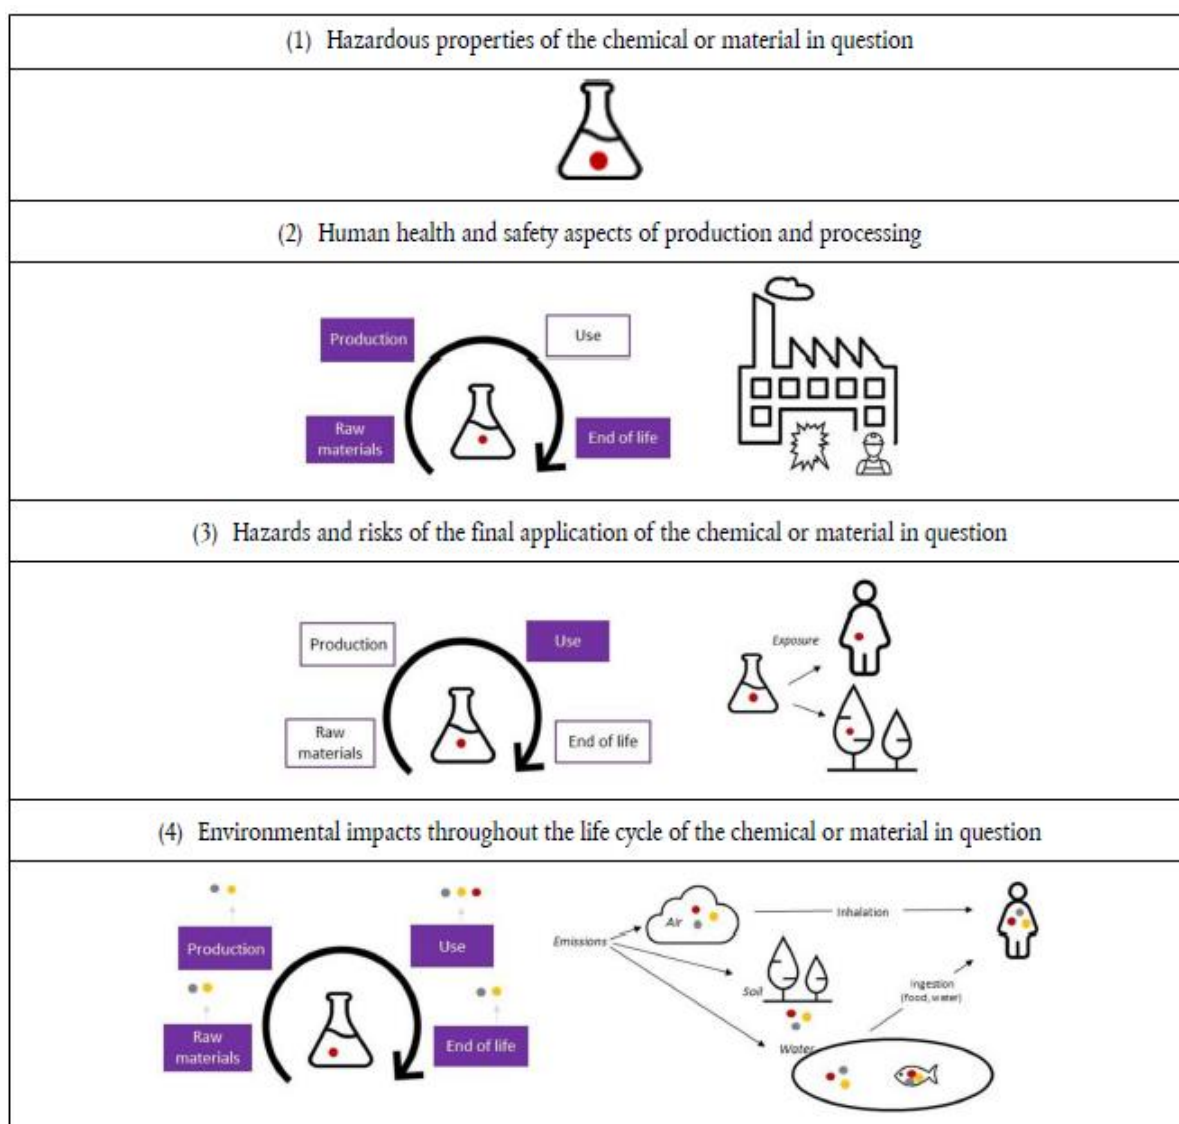 (1) Hazardous properties of the chemical or material in question
(2) Human health and safety aspects of production and processing
Production
Use
Raw
materials
End of life
(3) Hazards and risks of the final application of the chemical or material in question
Production
Use
Exposure
Raw
materials
End of life
(4) Environmental impacts throughout the life cycle of the chemical or material in question
Production
Use
Raw
materials
End of life
Emissions
Air
Inhalation
Soil
Ingestion
(food, water)
Water